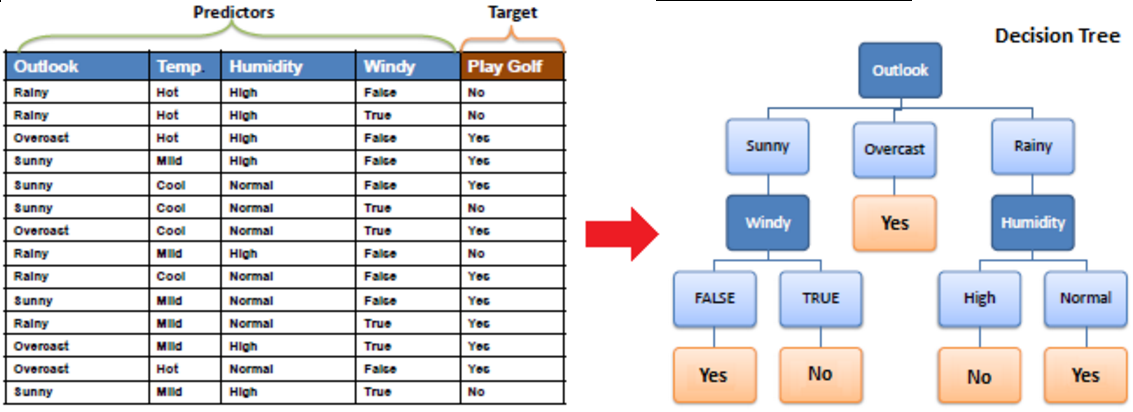 Predictors Target
Outlook Temp. Humidity Windy Play Golf
Rainy Hot High False No
Rainy Hot High True No
Overcast Hot High False Yes
Sunny Mild High False Yes
Sunny Cool Normal False Yes
Sunny Cool Normal True No
Overcast Cool Normal True Yes
Rainy Mild High False No
Rainy Cool Normal False Yes
Sunny Mild Normal False Yes
Rainy Mild Normal True Yes
Overcast Mild High True Yes
Overcast Hot Normal False Yes
Sunny Mild High True No
Decision Tree
Outlook
Sunny Overcast Rainy
Windy Yes Humidity
FALSE TRUE High Normal
Yes No No Yes